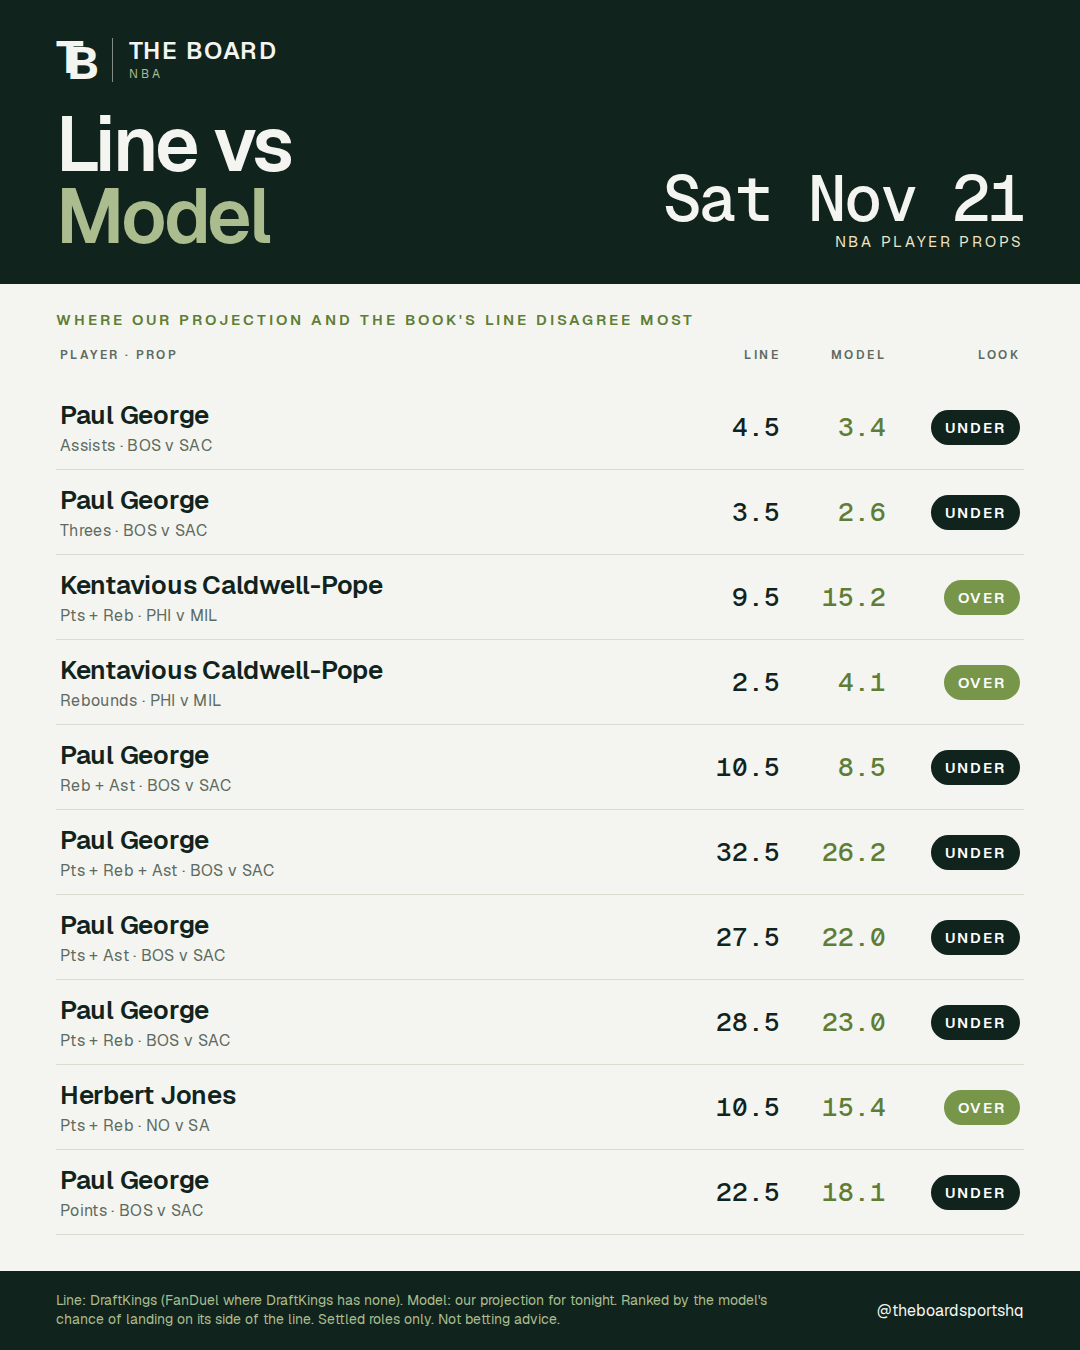 TB
THE BOARD
NBA
Line vs
Model
Sat Nov 21
NBA PLAYER PROPS
WHERE OUR PROJECTION AND THE BOOK'S LINE DISAGREE MOST
PLAYER · PROP LINE MODEL LOOK
Paul George
Assists · BOS v SAC
4.5 3.4 UNDER
Paul George
Threes · BOS v SAC
3.5 2.6 UNDER
Kentavious Caldwell-Pope
Pts + Reb · PHI v MIL
9.5 15.2 OVER
Kentavious Caldwell-Pope
Rebounds · PHI v MIL
2.5 4.1 OVER
Paul George
Reb + Ast · BOS v SAC
10.5 8.5 UNDER
Paul George
Pts + Reb + Ast · BOS v SAC
32.5 26.2 UNDER
Paul George
Pts + Ast · BOS v SAC
27.5 22.0 UNDER
Paul George
Pts + Reb · BOS v SAC
28.5 23.0 UNDER
Herbert Jones
Pts + Reb · NO v SA
10.5 15.4 OVER
Paul George
Points · BOS v SAC
22.5 18.1 UNDER
Line: DraftKings (FanDuel where DraftKings has none). Model: our projection for tonight. Ranked by the model's
chance of landing on its side of the line. Settled roles only. Not betting advice.
@theboardsportshq